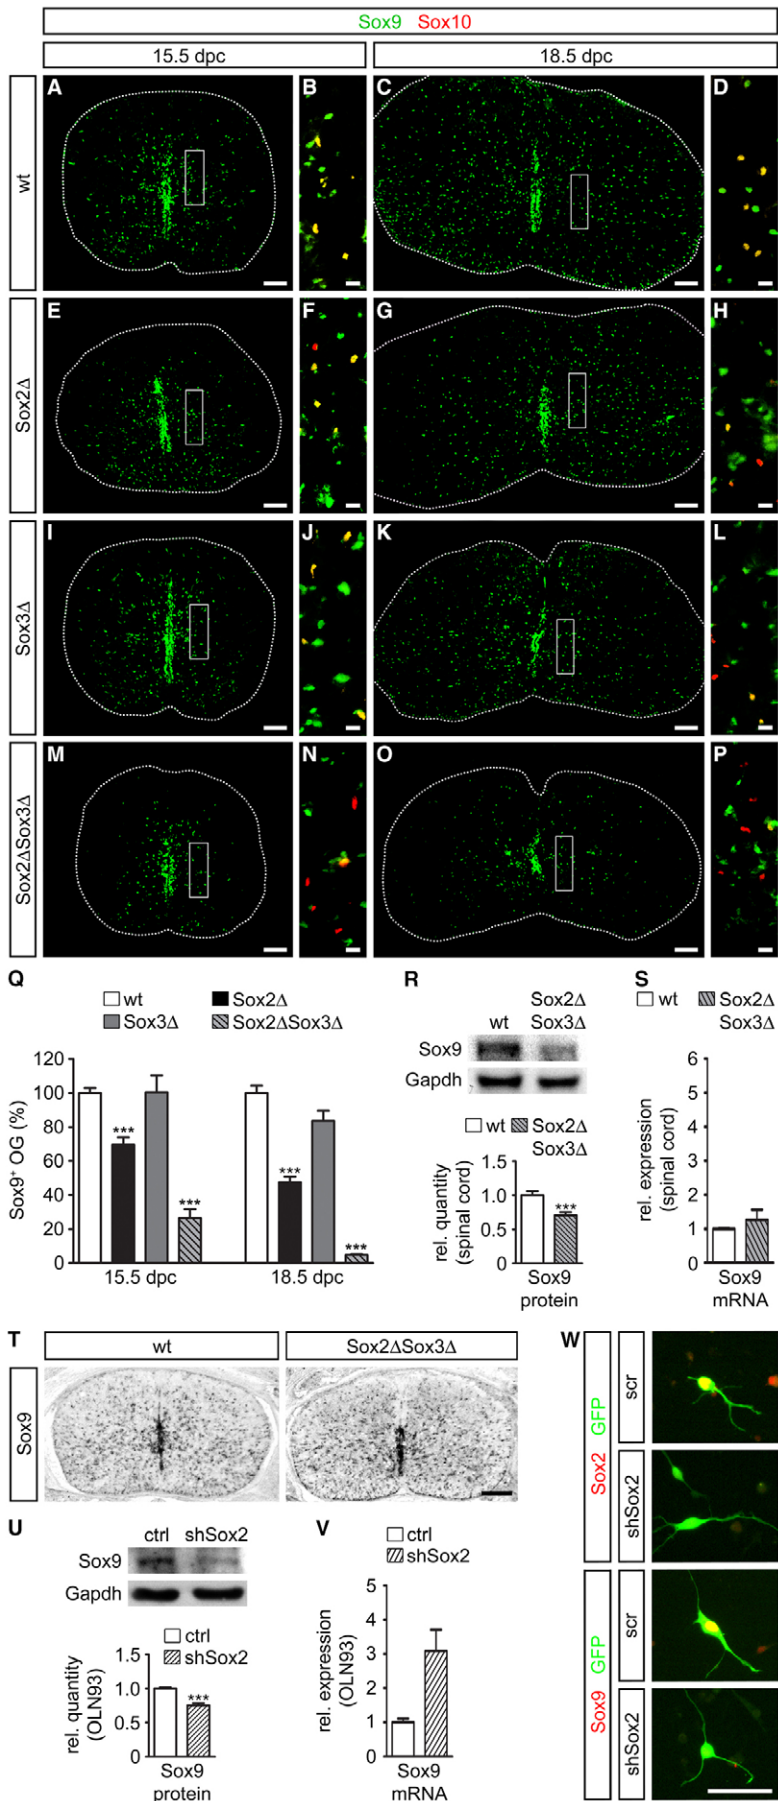 Sox9 Sox10
15.5 dpc 18.5 dpc
wt
A B C D
Sox2Δ
E F G H
Sox3Δ
I J K L
Sox2ΔSox3Δ
M N O P
Q
wt Sox2Δ
Sox3Δ Sox2ΔSox3Δ
Sox9⁺ OG (%)
120
100
80
60
40
20
0
*** *** *** ***
15.5 dpc 18.5 dpc
R
wt Sox2Δ Sox3Δ
Sox9
Gapdh
wt Sox2Δ
Sox3Δ
rel. quantity
(spinal cord)
1.5
1.0
0.5
0
***
Sox9
protein
S
wt Sox2Δ
Sox3Δ
rel. expression
(spinal cord)
6
5
4
3
2
1
0
Sox9
mRNA
T
wt Sox2ΔSox3Δ
Sox9
U
ctrl shSox2
Sox9
Gapdh
ctrl
shSox2
rel. quantity
(OLN93)
1.5
1.0
0.5
0
***
Sox9
protein
V
ctrl
shSox2
rel. expression
(OLN93)
5
4
3
2
1
0
Sox9
mRNA
W
Sox2 GFP
scr
shSox2
Sox9 GFP
scr
shSox2